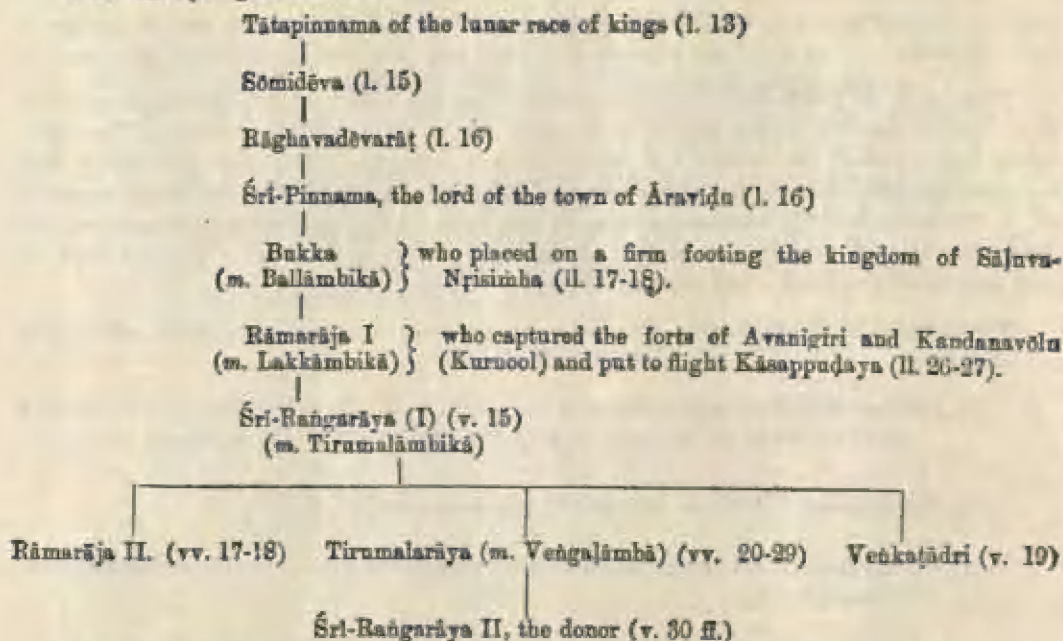 Tātapinnama of the lunar race of kings (l. 13)
Sōmidēva (l. 15)
Rāghavadēvarāṭ (l. 16)
Śrī-Pinnama, the lord of the town of Āraviḍu (l. 16)
Bukka } who placed on a firm footing the kingdom of Sāḷuva-
(m. Ballāmbikā) } Nṛisiṁha (ll. 17-18).
Rāmarāja I } who captured the forts of Avanigiri and Kandanavōlu
(m. Lakkāmbikā) } (Kurnool) and put to flight Kāsappuḍaya (ll. 26-27).
Śrī-Raṅgarāya (I) (v. 15)
(m. Tirumalāmbikā)
Rāmarāja II. (vv. 17-18) Tirumalarāya (m. Veṅgaḷāmbā) (vv. 20-29) Veṅkaṭādri (v. 19)
Śrī-Raṅgarāya II, the donor (v. 30 ff.)